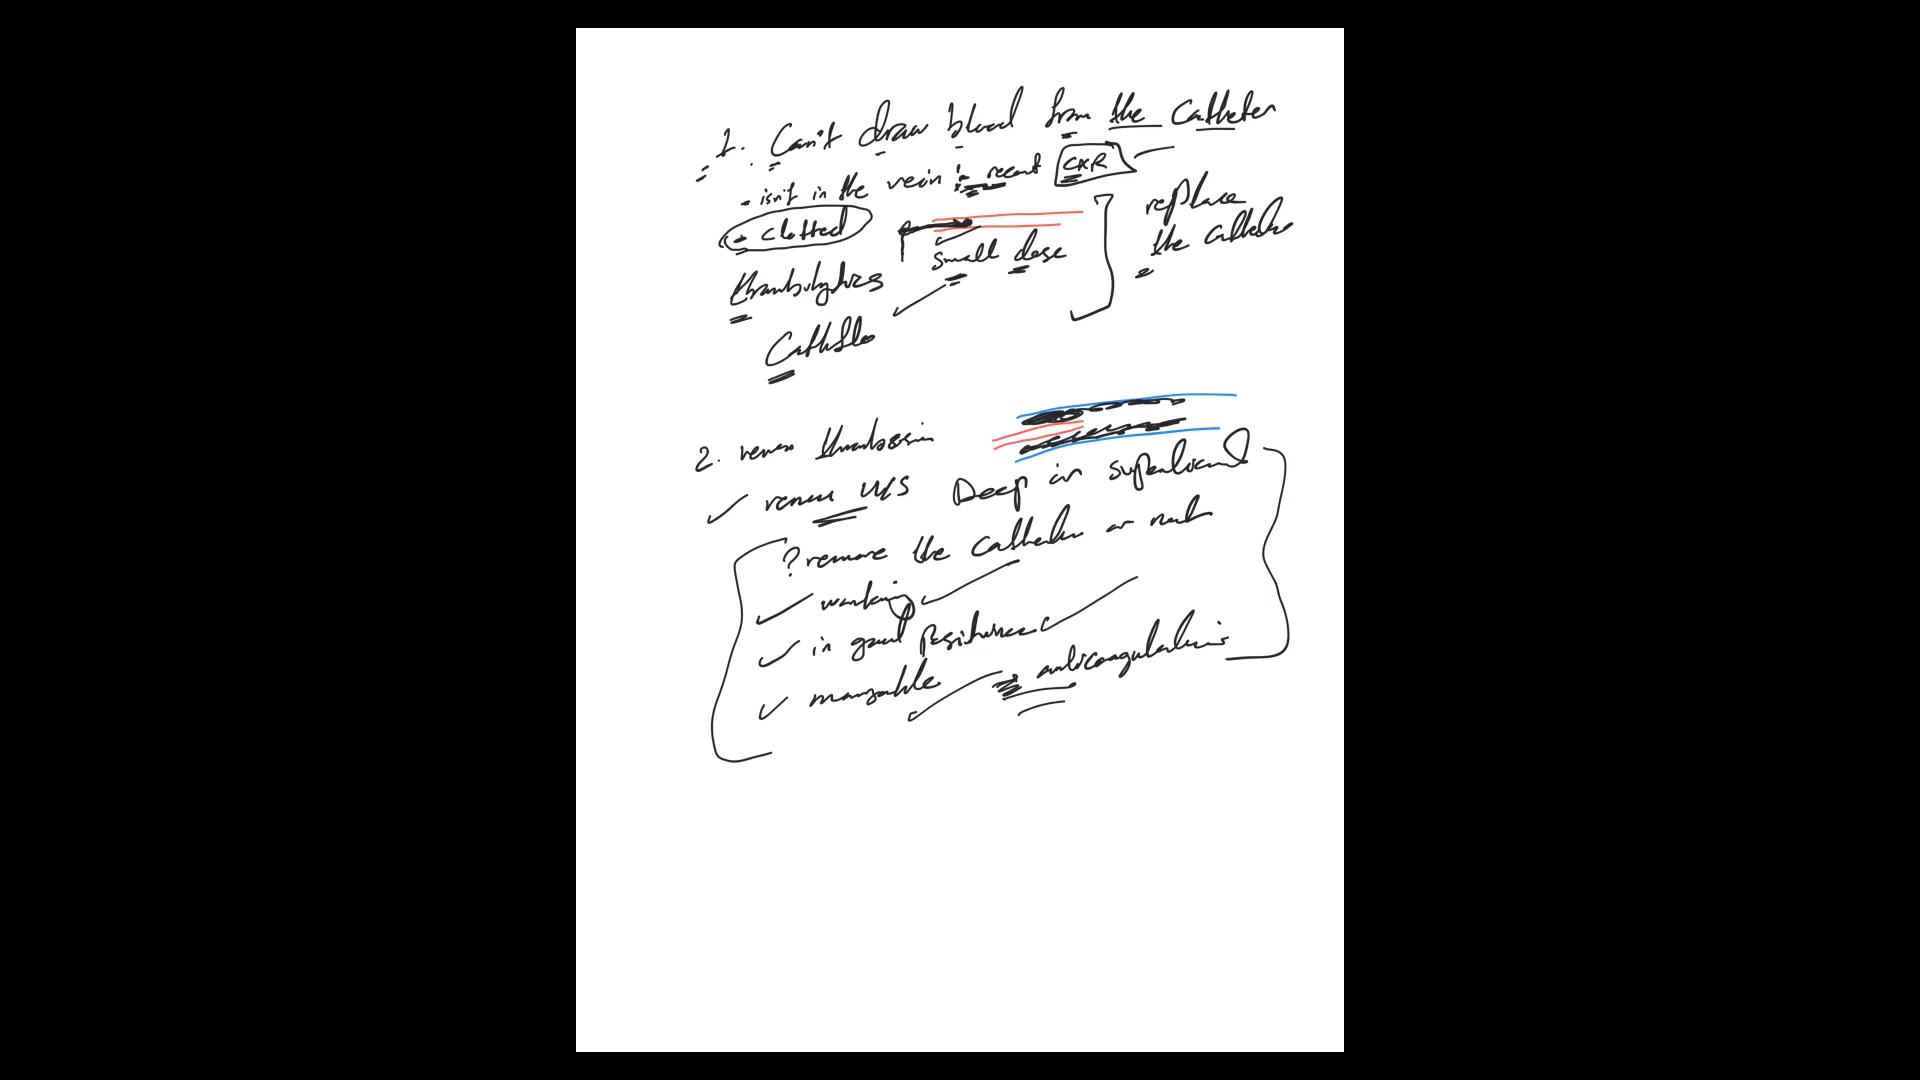 1. Can't draw blood from the Catheter
- isn't in the vein : recent CXR
- clotted
replace
the catheter
small dose
thrombolytics
Cathflo
2. venous thrombosis
venous U/S Deep or superficial
? remove the catheter or not
working
in good position
manageable
anticoagulation